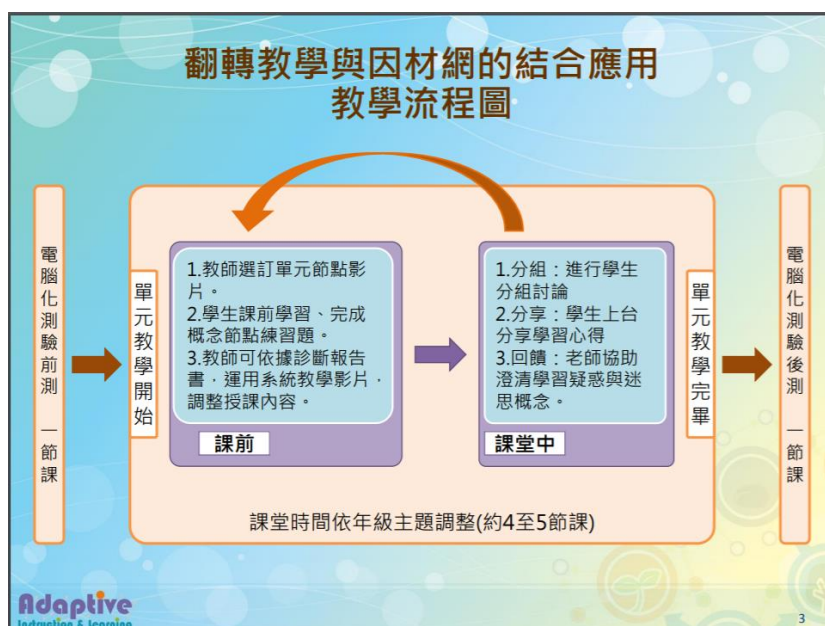 翻轉教學與因材網的結合應用
教學流程圖
電腦化測驗前測 一節課
單元教學開始
1.教師選訂單元節點影
片。
2.學生課前學習、完成
概念節點練習題。
3.教師可依據診斷報告
書，運用系統教學影片，
調整授課內容。
課前
1.分組：進行學生
分組討論
2.分享：學生上台
分享學習心得
3.回饋：老師協助
澄清學習疑惑與迷
思概念。
課堂中
單元教學完畢
電腦化測驗後測 一節課
課堂時間依年級主題調整(約4至5節課)
Adaptive
Instruction & Learning
3